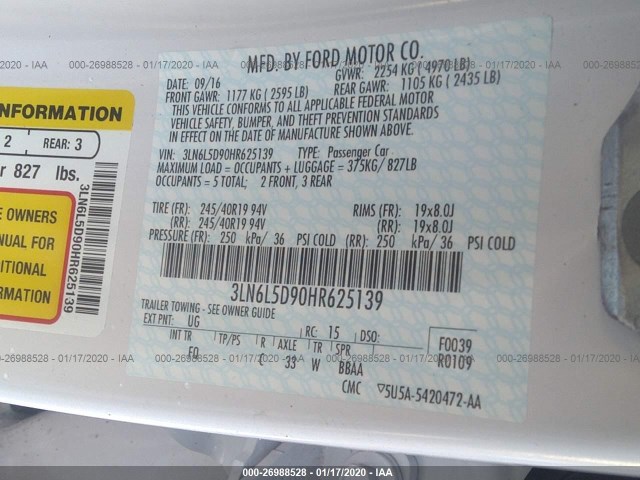 MFD. BY FORD MOTOR CO.
DATE: 09/16 GVWR: 2254 KG ( 4970 LB)
FRONT GAWR: 1177 KG ( 2595 LB) REAR GAWR: 1105 KG ( 2435 LB)
THIS VEHICLE CONFORMS TO ALL APPLICABLE FEDERAL MOTOR
VEHICLE SAFETY, BUMPER, AND THEFT PREVENTION STANDARDS
IN EFFECT ON THE DATE OF MANUFACTURE SHOWN ABOVE.
VIN: 3LN6L5D90HR625139 TYPE: Passenger Car
MAXIMUM LOAD = OCCUPANTS + LUGGAGE = 375KG/ 827LB
OCCUPANTS = 5 TOTAL; 2 FRONT, 3 REAR
TIRE (FR): 245/40R19 94V RIMS (FR): 19x8.0J
(RR): 245/40R19 94V (RR): 19x8.0J
PRESSURE (FR): 250 kPa/ 36 PSI COLD (RR): 250 kPa/ 36 PSI COLD
3LN6L5D90HR625139
TRAILER TOWING - SEE OWNER GUIDE
EXT PNT: UG RC: 15 DSO: F0039
INT TR TP/PS R AXLE TR SPR R0109
FO C 33 W BBAA
CMC 5U5A-5420472-AA
INFORMATION
2 REAR: 3
r 827 lbs.
E OWNERS
NUAL FOR
DITIONAL
ORMATION
3LN6L5D90HR625139
000-26988528 - 01/17/2020 - IAA
000-26988528 - 01/17/2020 - IAA
000-26988528 - 01/17/2020 - IAA